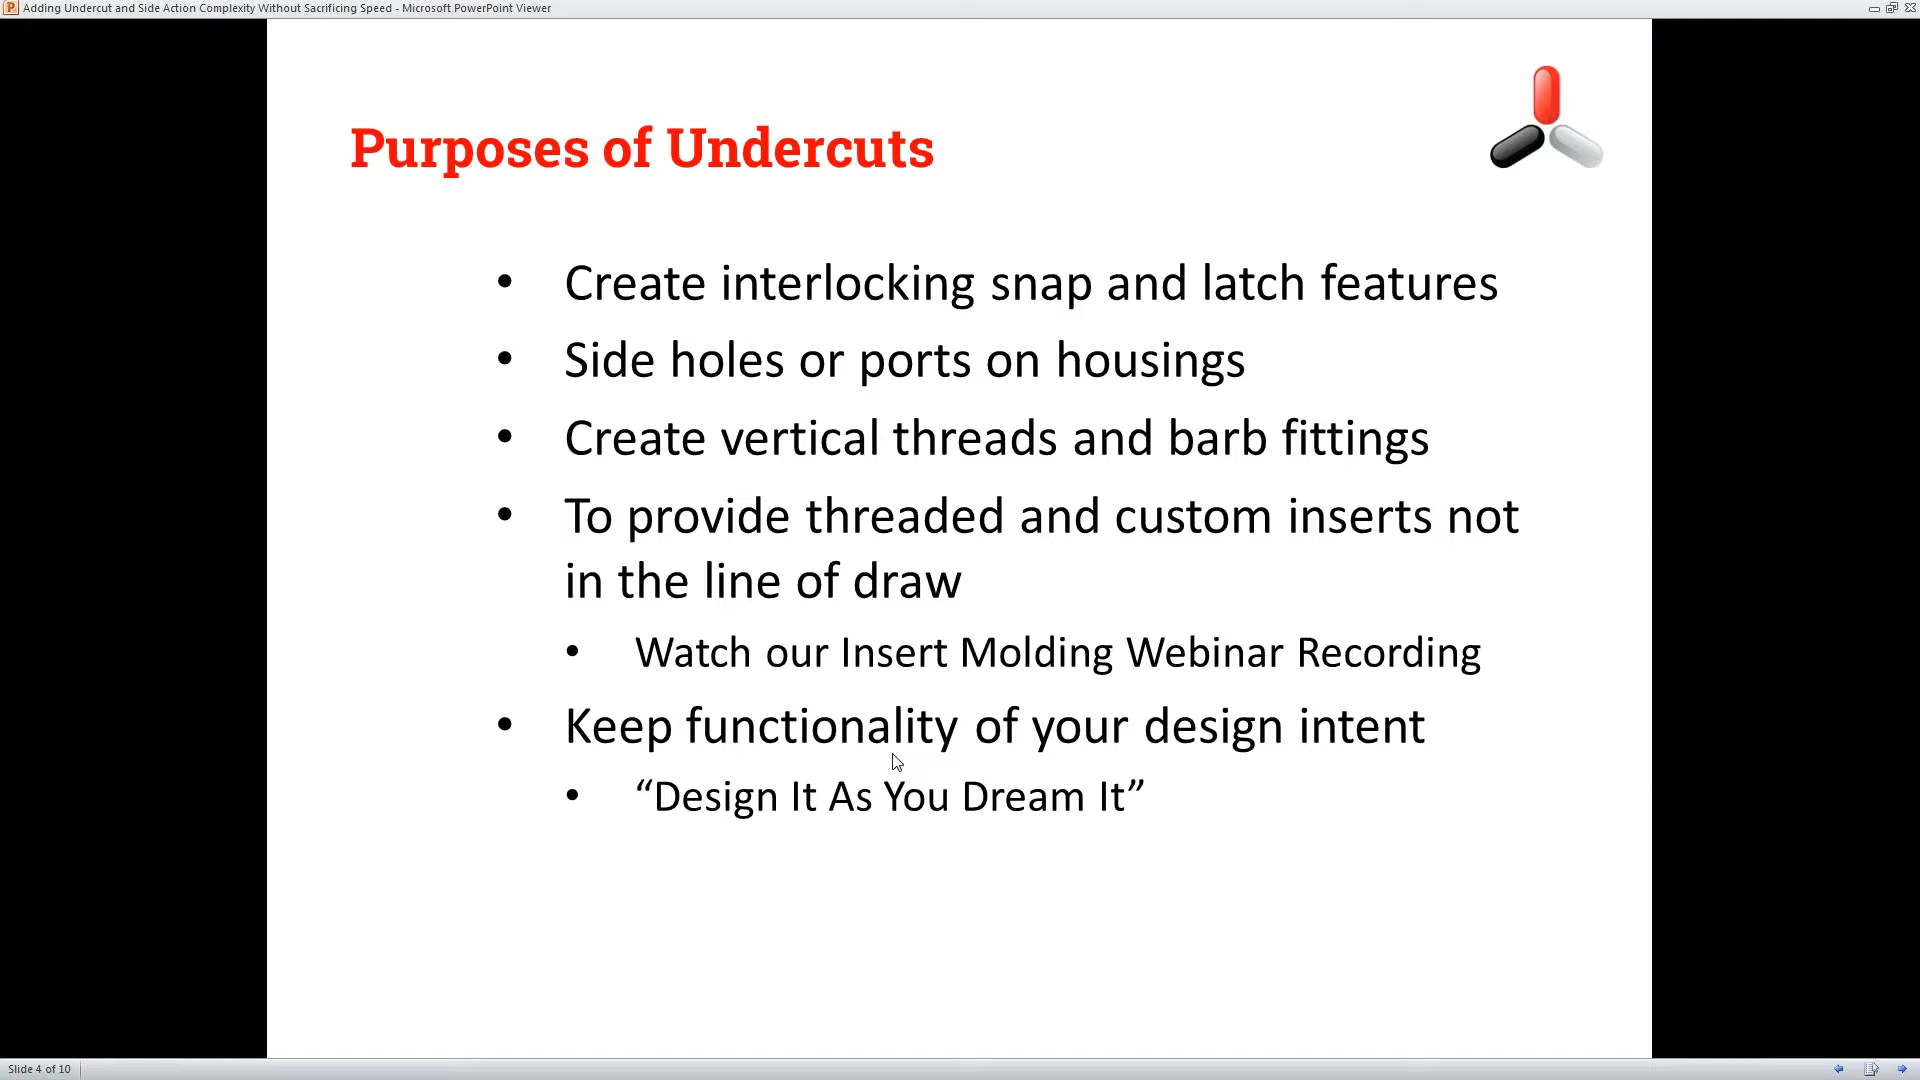 Adding Undercut and Side Action Complexity Without Sacrificing Speed - Microsoft PowerPoint Viewer
Purposes of Undercuts
• Create interlocking snap and latch features
• Side holes or ports on housings
• Create vertical threads and barb fittings
• To provide threaded and custom inserts not
in the line of draw
• Watch our Insert Molding Webinar Recording
• Keep functionality of your design intent
• “Design It As You Dream It”
Slide 4 of 10